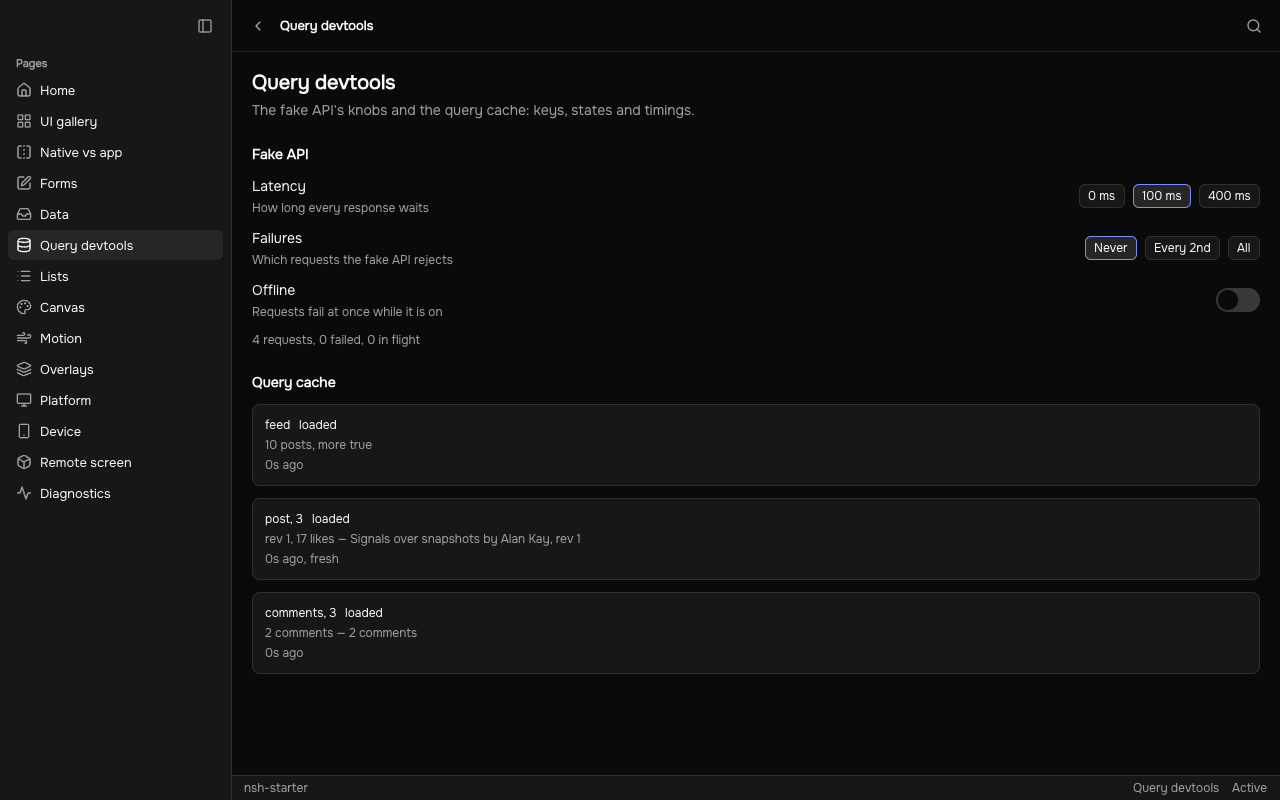 Query devtools
Pages
Home
UI gallery
Native vs app
Forms
Data
Query devtools
Lists
Canvas
Motion
Overlays
Platform
Device
Remote screen
Diagnostics
Query devtools
The fake API's knobs and the query cache: keys, states and timings.
Fake API
Latency
How long every response waits
0 ms 100 ms 400 ms
Failures
Which requests the fake API rejects
Never Every 2nd All
Offline
Requests fail at once while it is on
4 requests, 0 failed, 0 in flight
Query cache
feed loaded
10 posts, more true
0s ago
post, 3 loaded
rev 1, 17 likes — Signals over snapshots by Alan Kay, rev 1
0s ago, fresh
comments, 3 loaded
2 comments — 2 comments
0s ago
nsh-starter
Query devtools Active